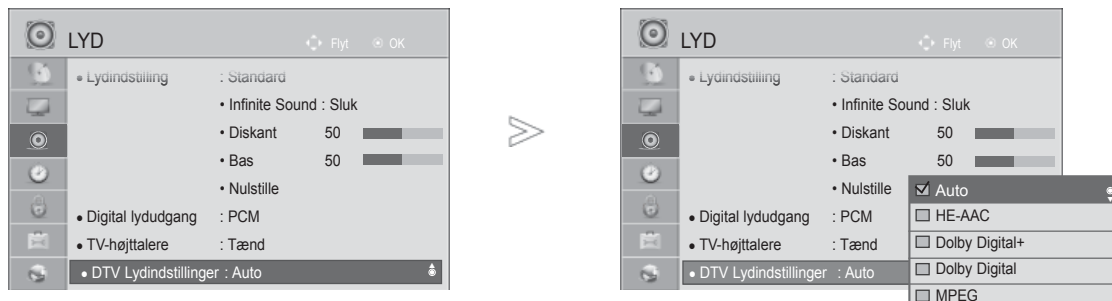 LYD
Flyt OK
• Lydindstilling : Standard
• Infinite Sound : Sluk
• Diskant 50
• Bas 50
• Nulstille
• Digital lydudgang : PCM
• TV-højttalere : Tænd
• DTV Lydindstillinger : Auto
LYD
Flyt OK
• Lydindstilling : Standard
• Infinite Sound : Sluk
• Diskant 50
• Bas 50
• Nulstille
• Digital lydudgang : PCM
• TV-højttalere : Tænd
• DTV Lydindstillinger : Auto
Auto
HE-AAC
Dolby Digital+
Dolby Digital
MPEG